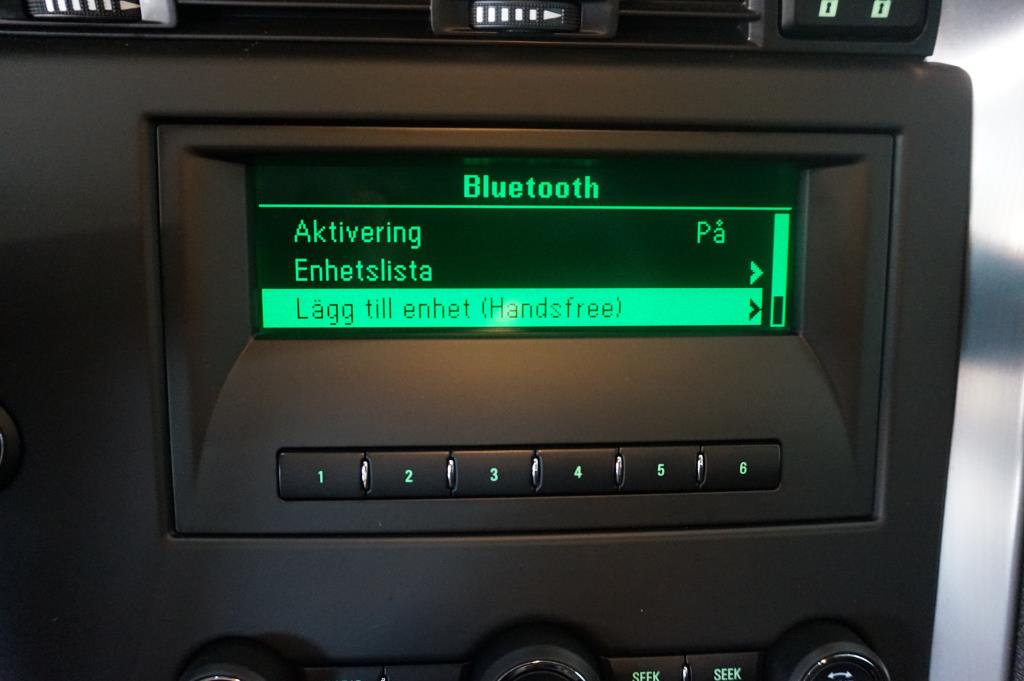 Bluetooth
Aktivering På
Enhetslista
Lägg till enhet (Handsfree)
1 2 3 4 5 6
SEEK SEEK